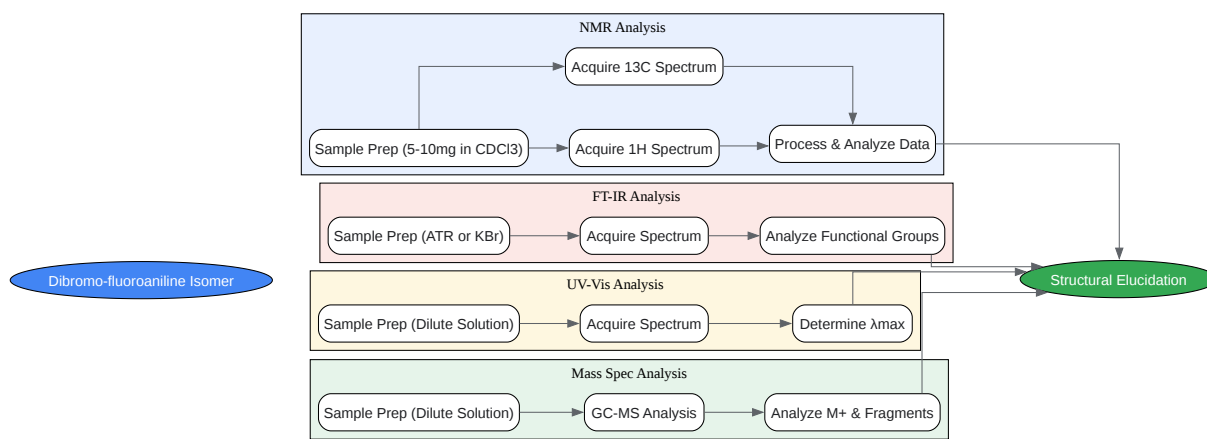 NMR Analysis
Acquire 13C Spectrum
Sample Prep (5-10mg in CDCl3)
Acquire 1H Spectrum
Process & Analyze Data
FT-IR Analysis
Sample Prep (ATR or KBr)
Acquire Spectrum
Analyze Functional Groups
Dibromo-fluoroaniline Isomer
Structural Elucidation
UV-Vis Analysis
Sample Prep (Dilute Solution)
Acquire Spectrum
Determine λmax
Mass Spec Analysis
Sample Prep (Dilute Solution)
GC-MS Analysis
Analyze M+ & Fragments